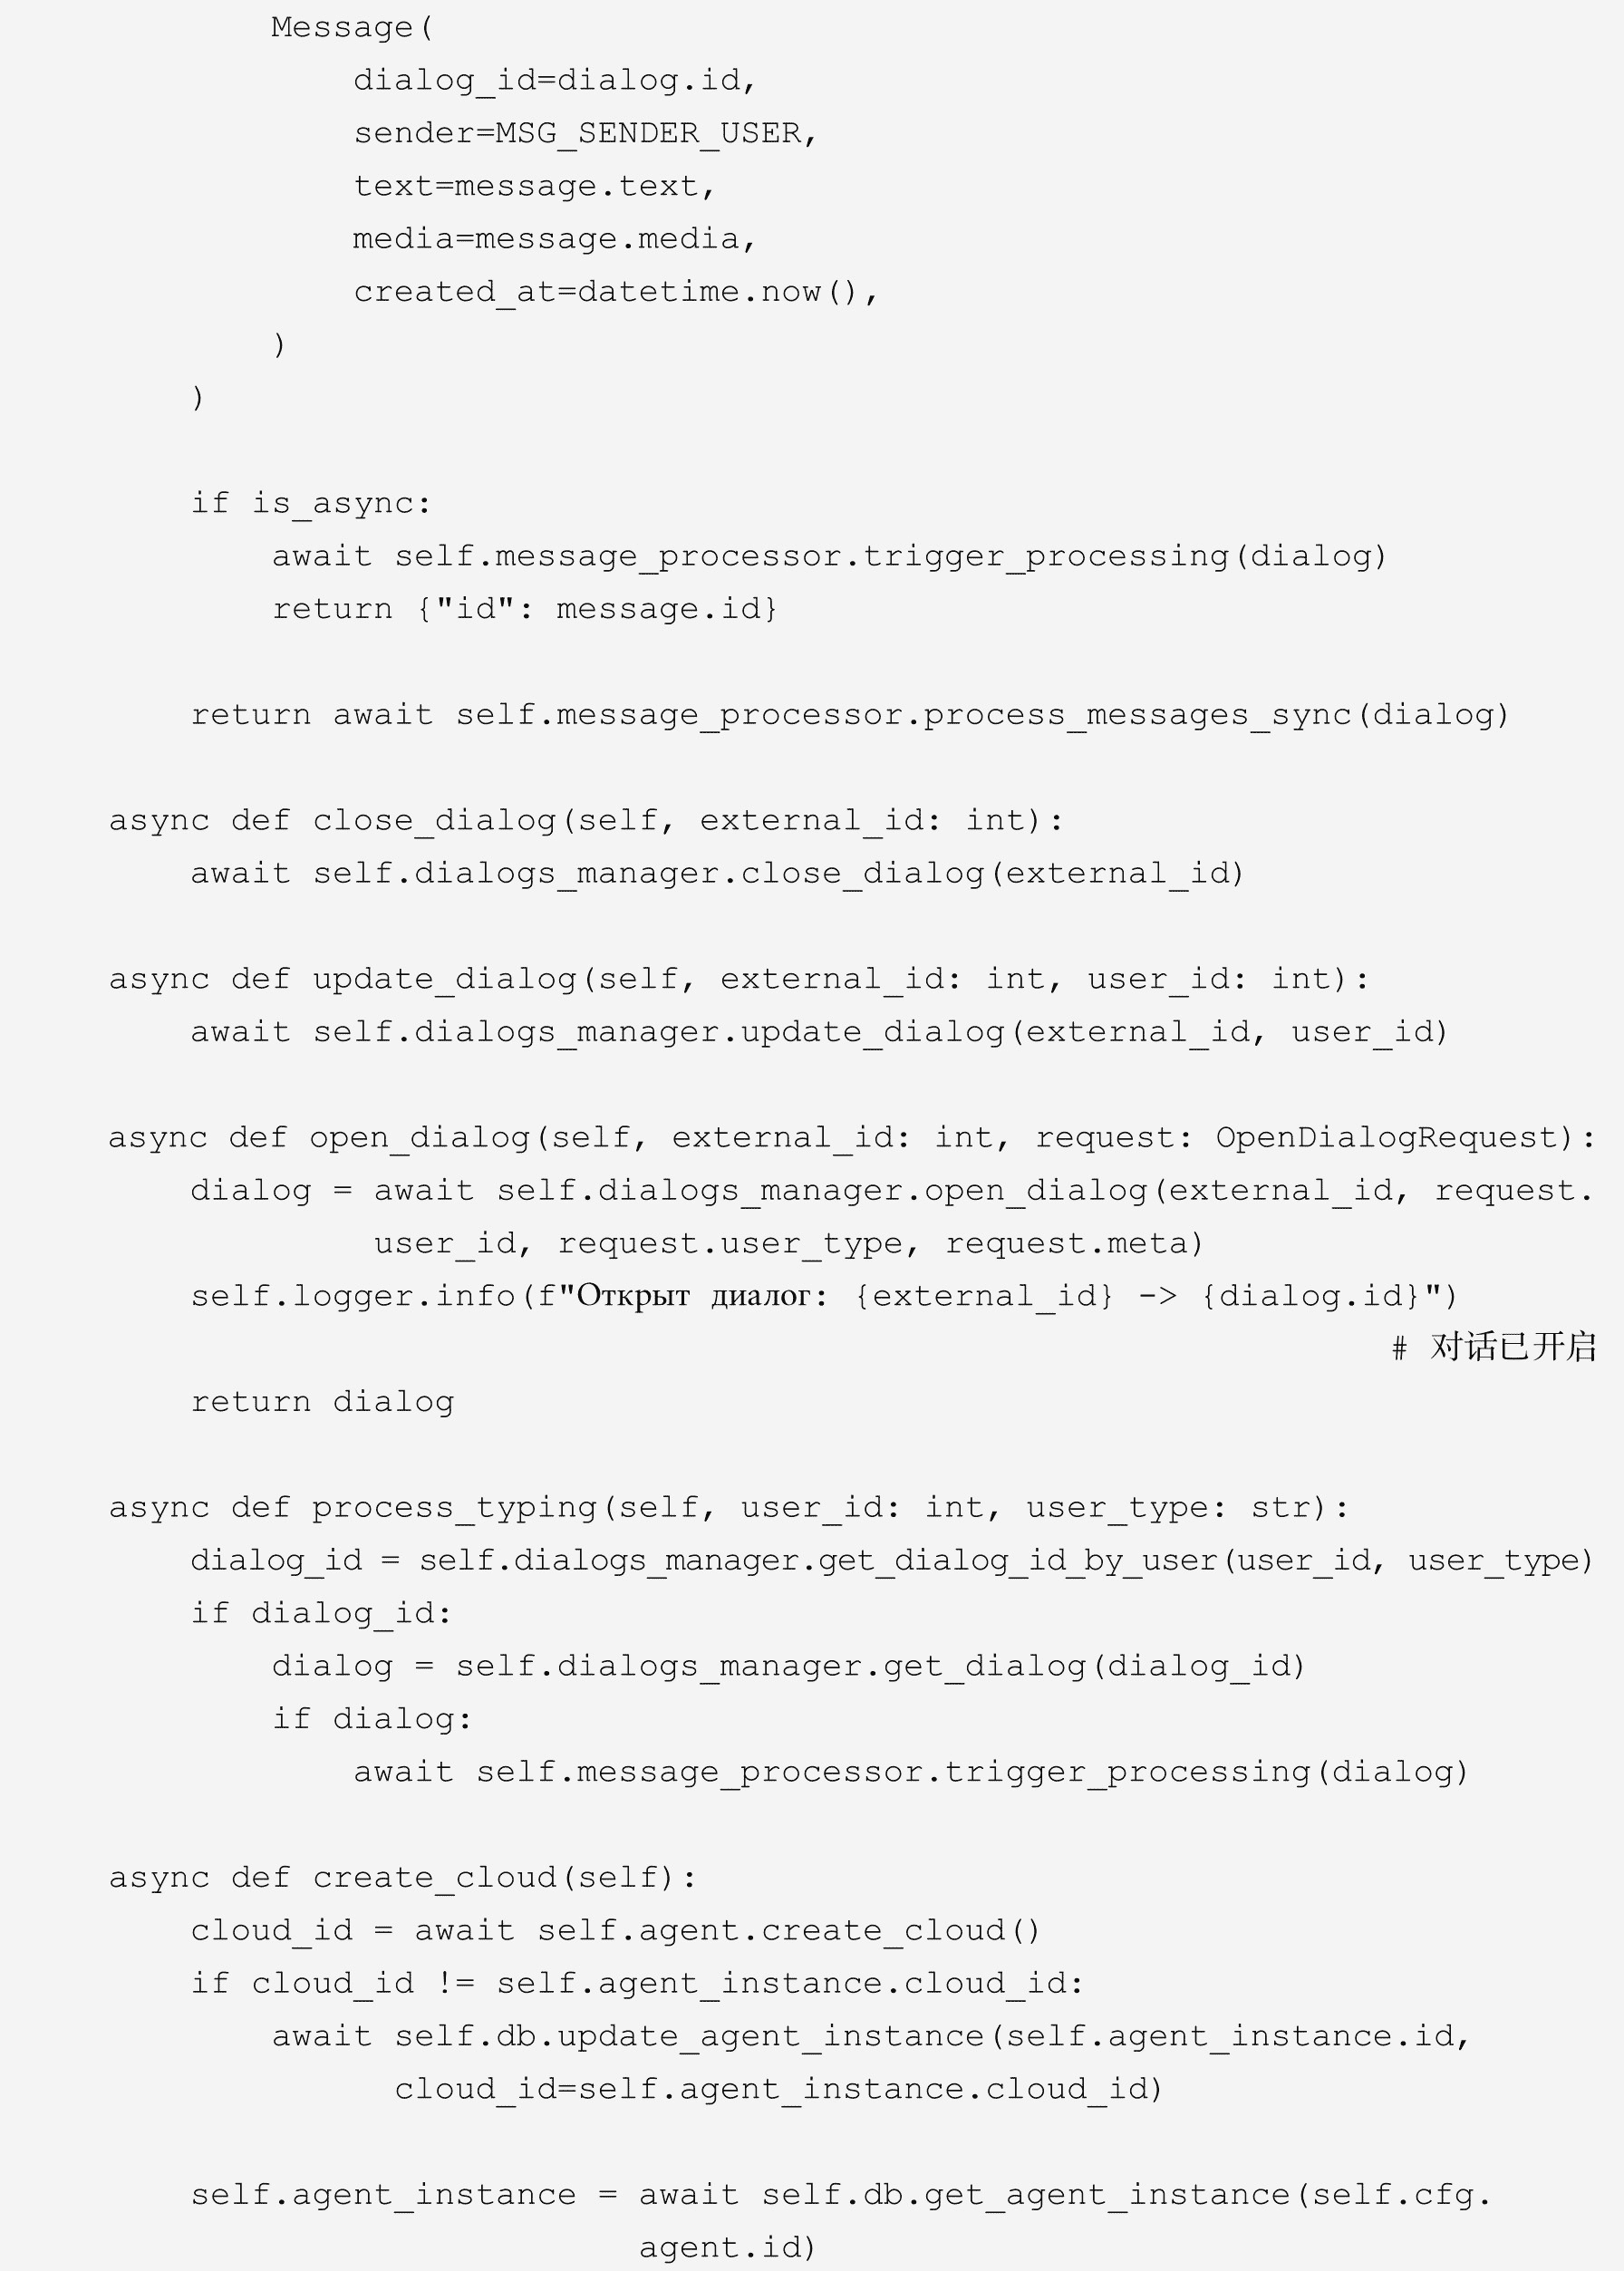 Message(
dialog_id=dialog.id,
sender=MSG_SENDER_USER,
text=message.text,
media=message.media,
created_at=datetime.now(),
)
)
if is_async:
await self.message_processor.trigger_processing(dialog)
return {"id": message.id}
return await self.message_processor.process_messages_sync(dialog)
async def close_dialog(self, external_id: int):
await self.dialogs_manager.close_dialog(external_id)
async def update_dialog(self, external_id: int, user_id: int):
await self.dialogs_manager.update_dialog(external_id, user_id)
async def open_dialog(self, external_id: int, request: OpenDialogRequest):
dialog = await self.dialogs_manager.open_dialog(external_id, request.
user_id, request.user_type, request.meta)
self.logger.info(f"Открыт диалог: {external_id} -> {dialog.id}")
# 对话已开启
return dialog
async def process_typing(self, user_id: int, user_type: str):
dialog_id = self.dialogs_manager.get_dialog_id_by_user(user_id, user_type)
if dialog_id:
dialog = self.dialogs_manager.get_dialog(dialog_id)
if dialog:
await self.message_processor.trigger_processing(dialog)
async def create_cloud(self):
cloud_id = await self.agent.create_cloud()
if cloud_id != self.agent_instance.cloud_id:
await self.db.update_agent_instance(self.agent_instance.id,
cloud_id=self.agent_instance.cloud_id)
self.agent_instance = await self.db.get_agent_instance(self.cfg.
agent.id)